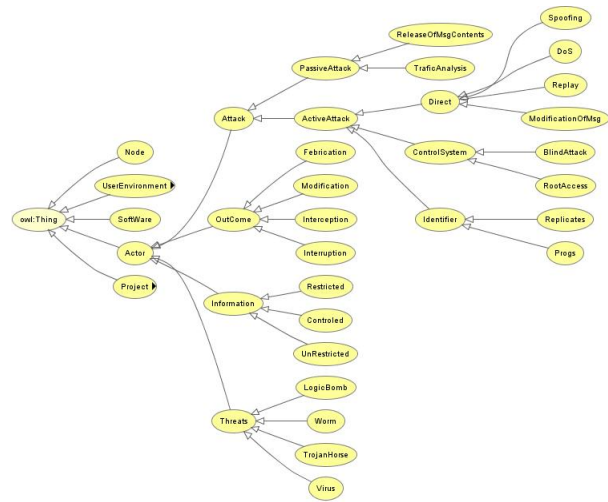 Spoofing
DoS
ReleaseOfMsgContents
Replay
PassiveAttack
TraficAnalysis
Direct
Attack
ActiveAttack
ModificationOfMsg
Node
Febrication
ControlSystem
BlindAttack
UserEnvironment
Modification
RootAccess
owl:Thing
SoftWare
OutCome
Interception
Identifier
Replicates
Actor
Interruption
Progs
Project
Restricted
Information
Controled
UnRestricted
LogicBomb
Threats
Worm
TrojanHorse
Virus